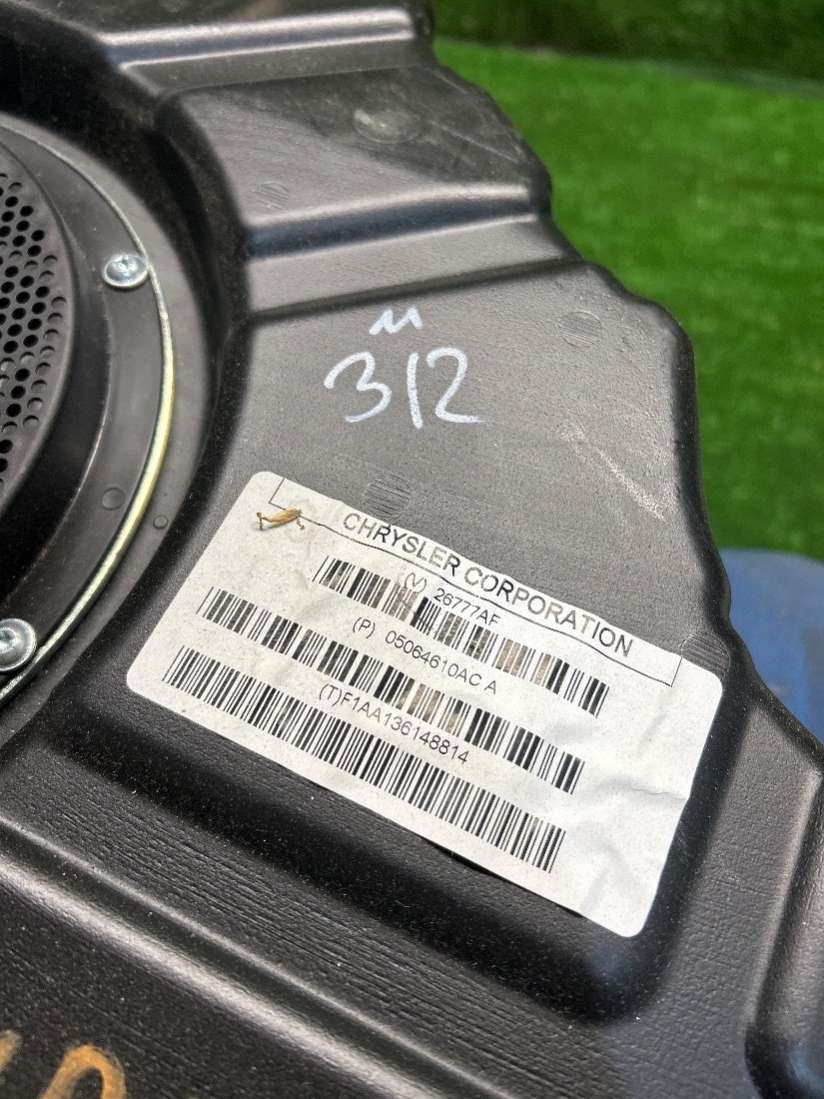 м
312
CHRYSLER CORPORATION
(V) 26777AF
(P) 05064610AC A
(T)F1AA136148814